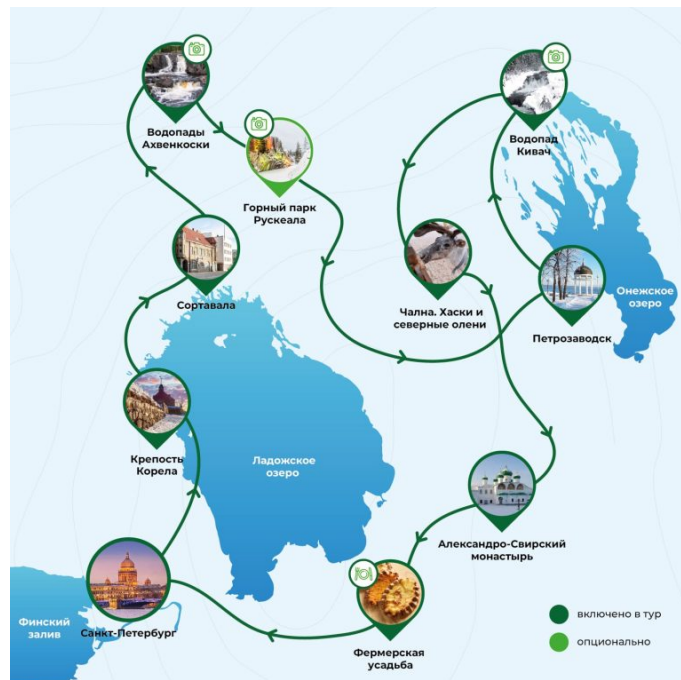 Водопады
Ахвенкоски
Водопад
Кивач
Горный парк
Рускеала
Сортавала
Чална. Хаски и
северные олени
Онежское
озеро
Петрозаводск
Крепость
Корела
Ладожское
озеро
Александро-Свирский
монастырь
Финский
залив
Санкт-Петербург
Фермерская
усадьба
включено в тур
опционально